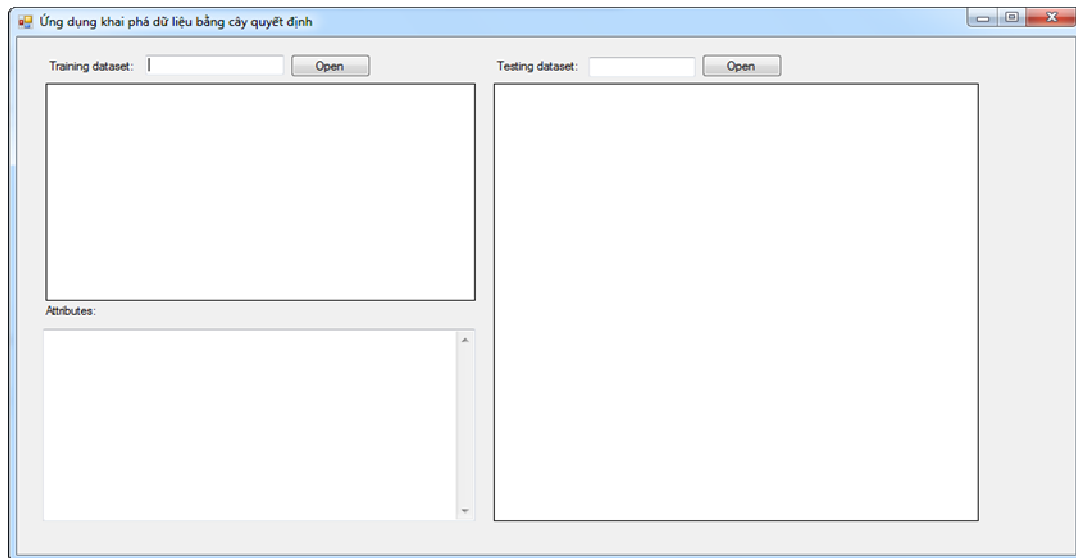 Ứng dụng khai phá dữ liệu bằng cây quyết định
Training dataset: Open Testing dataset: Open
Attributes: